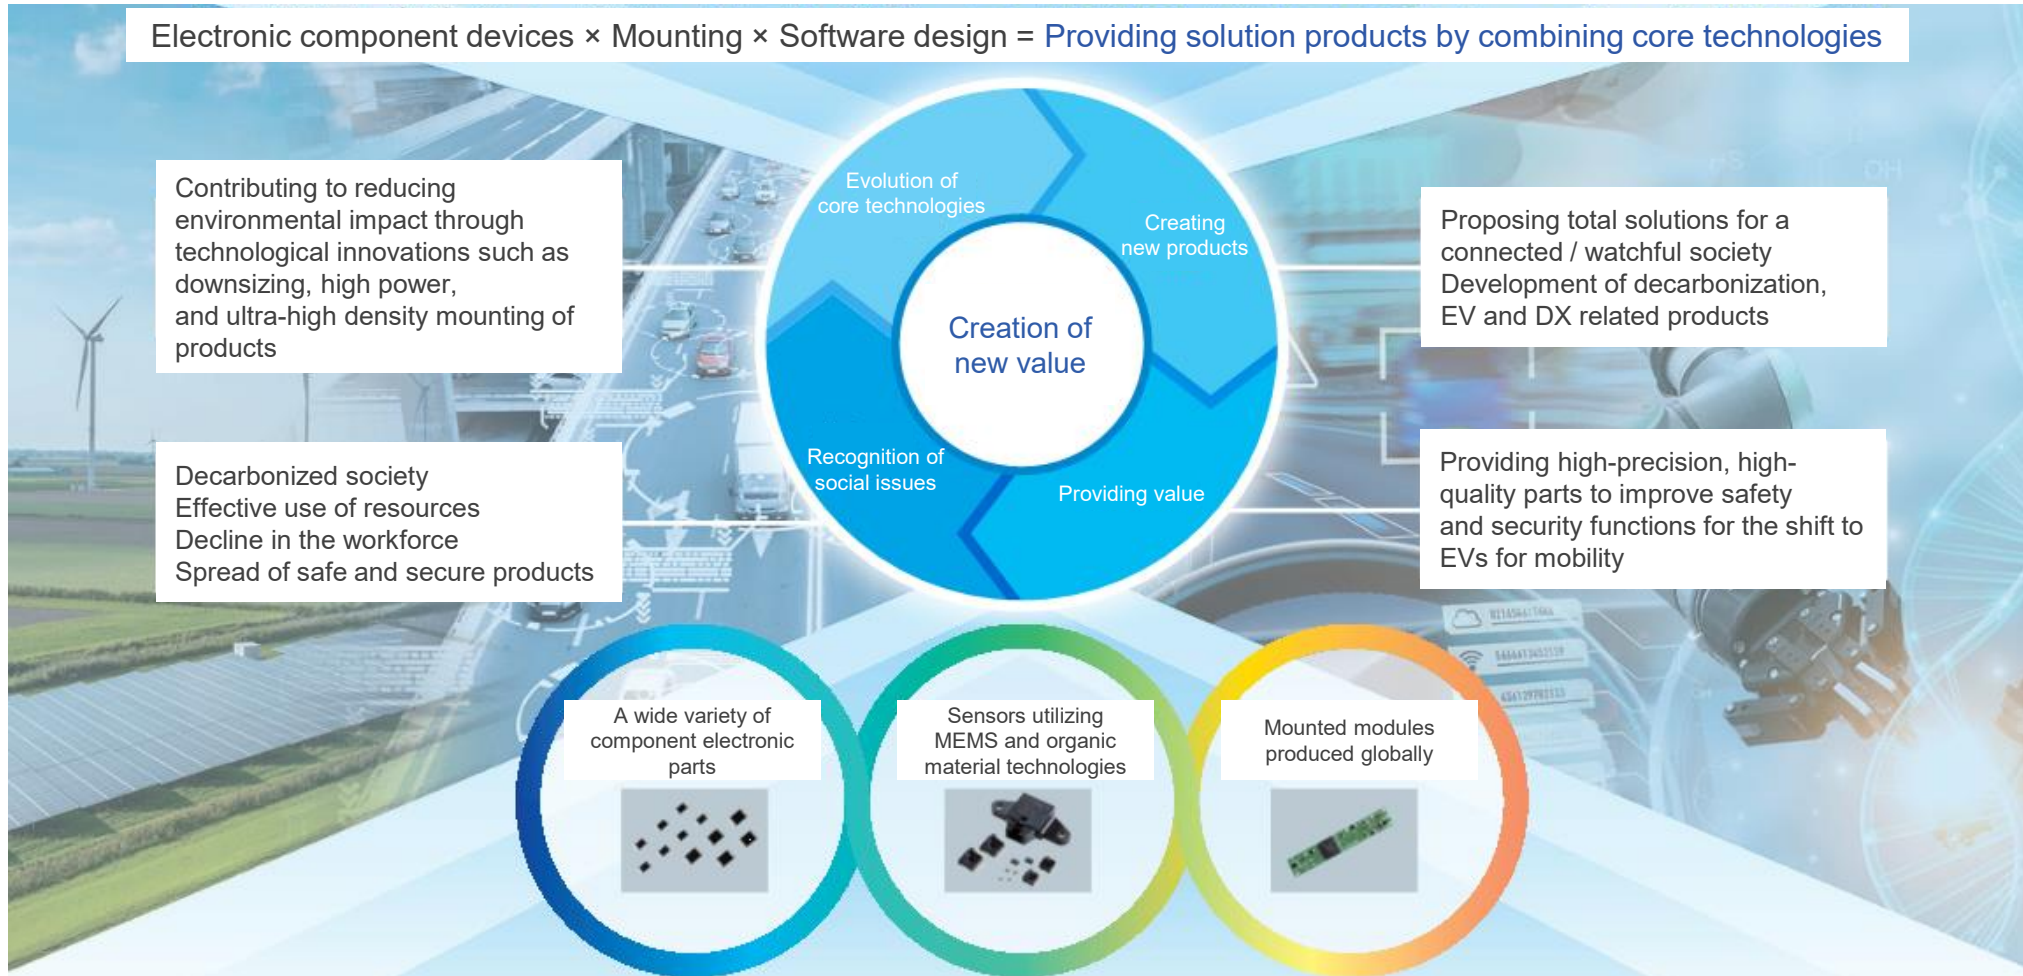 Electronic component devices × Mounting × Software design = Providing solution products by combining core technologies
Contributing to reducing
environmental impact through
technological innovations such as
downsizing, high power,
and ultra-high density mounting of
products
Evolution of
core technologies
Creating
new products
Proposing total solutions for a
connected / watchful society
Development of decarbonization,
EV and DX related products
Creation of
new value
Decarbonized society
Effective use of resources
Decline in the workforce
Spread of safe and secure products
Recognition of
social issues
Providing value
Providing high-precision, high-
quality parts to improve safety
and security functions for the shift to
EVs for mobility
A wide variety of
component electronic
parts
Sensors utilizing
MEMS and organic
material technologies
Mounted modules
produced globally
OH